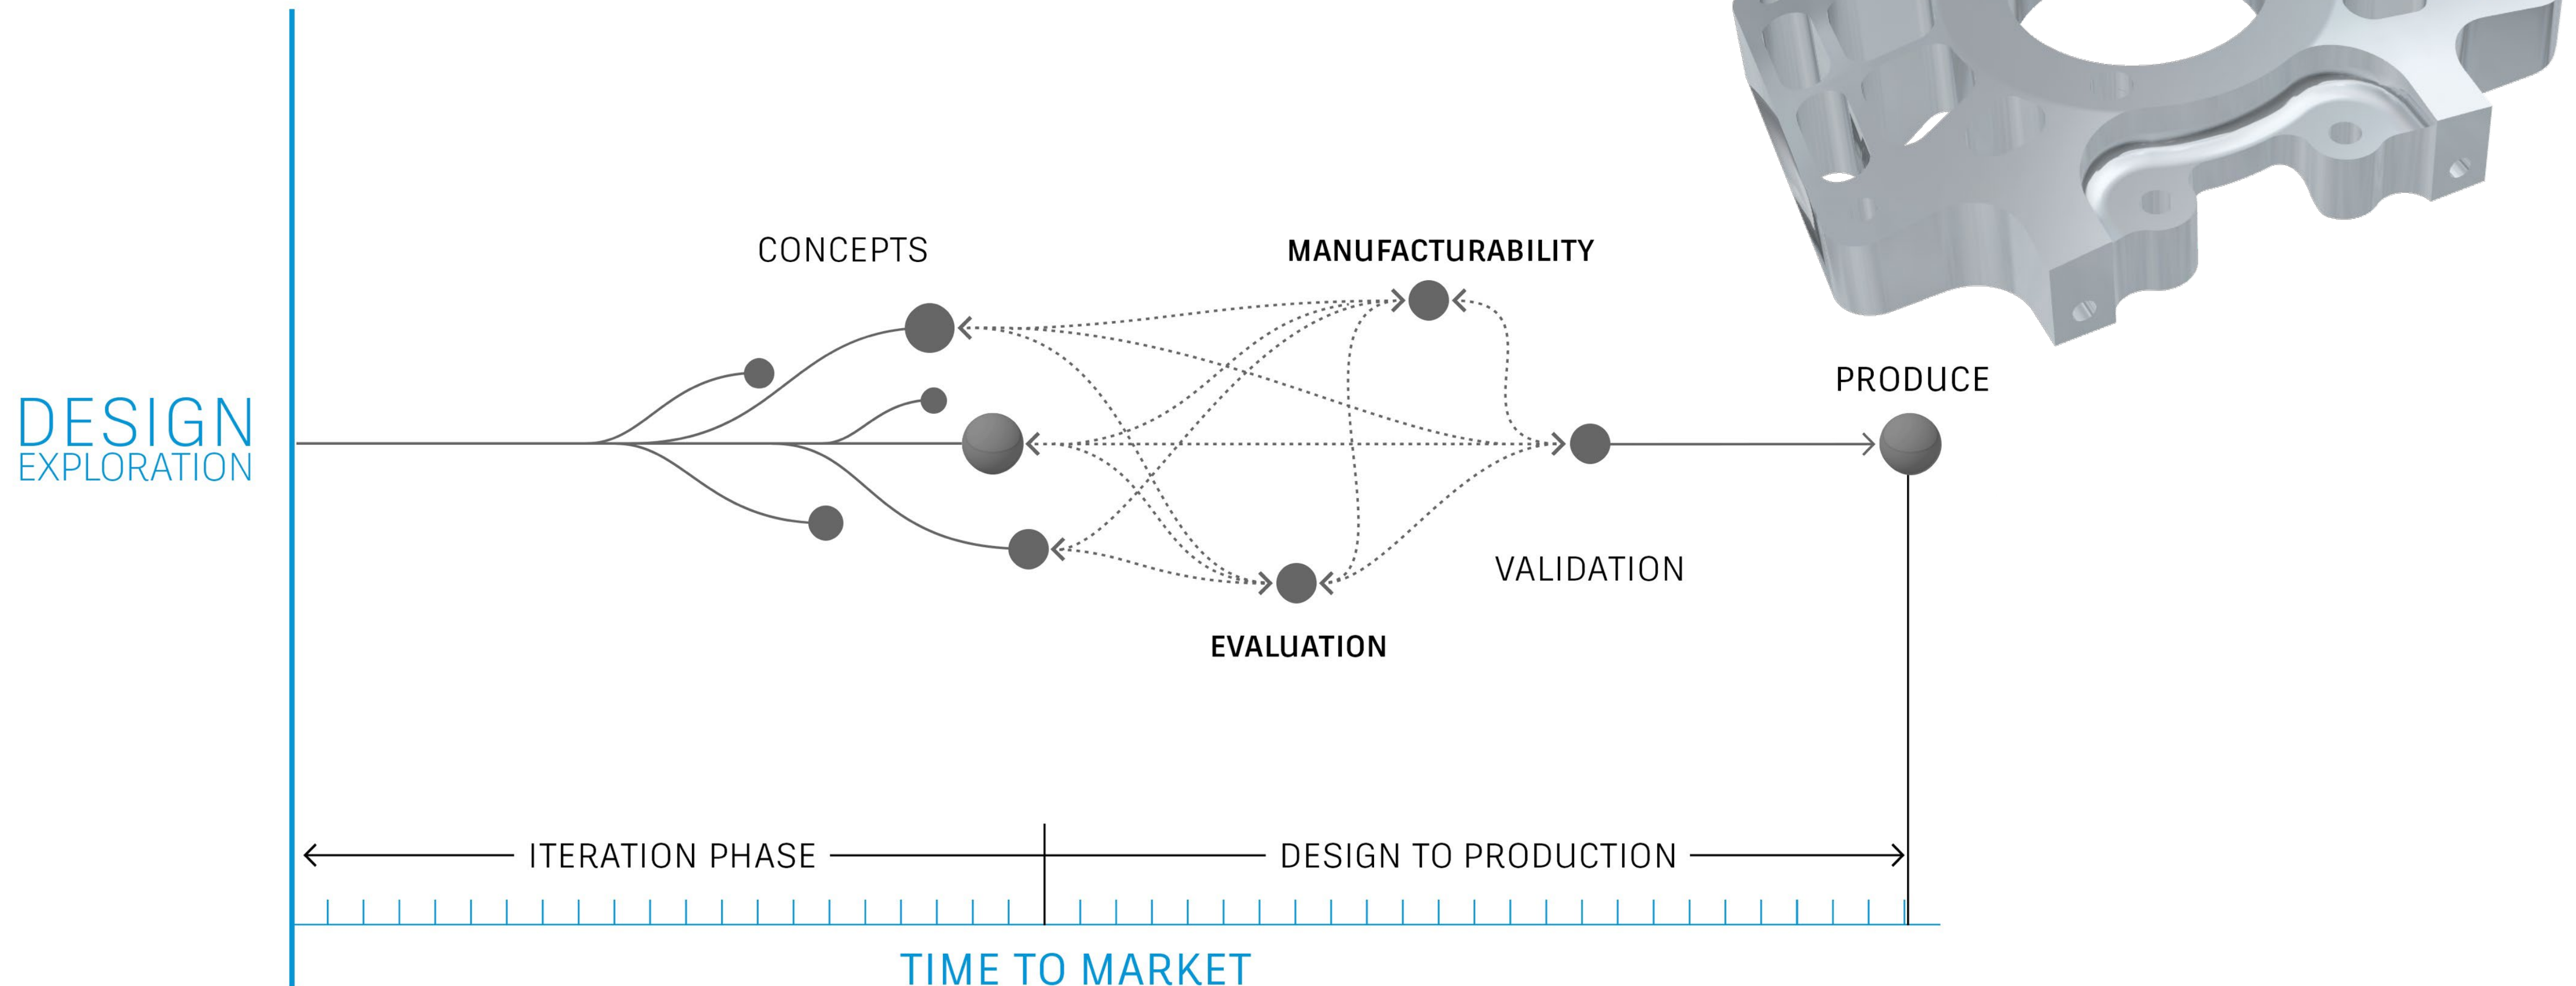 CONCEPTS
MANUFACTURABILITY
PRODUCE
DESIGN
EXPLORATION
VALIDATION
EVALUATION
ITERATION PHASE
DESIGN TO PRODUCTION
TIME TO MARKET